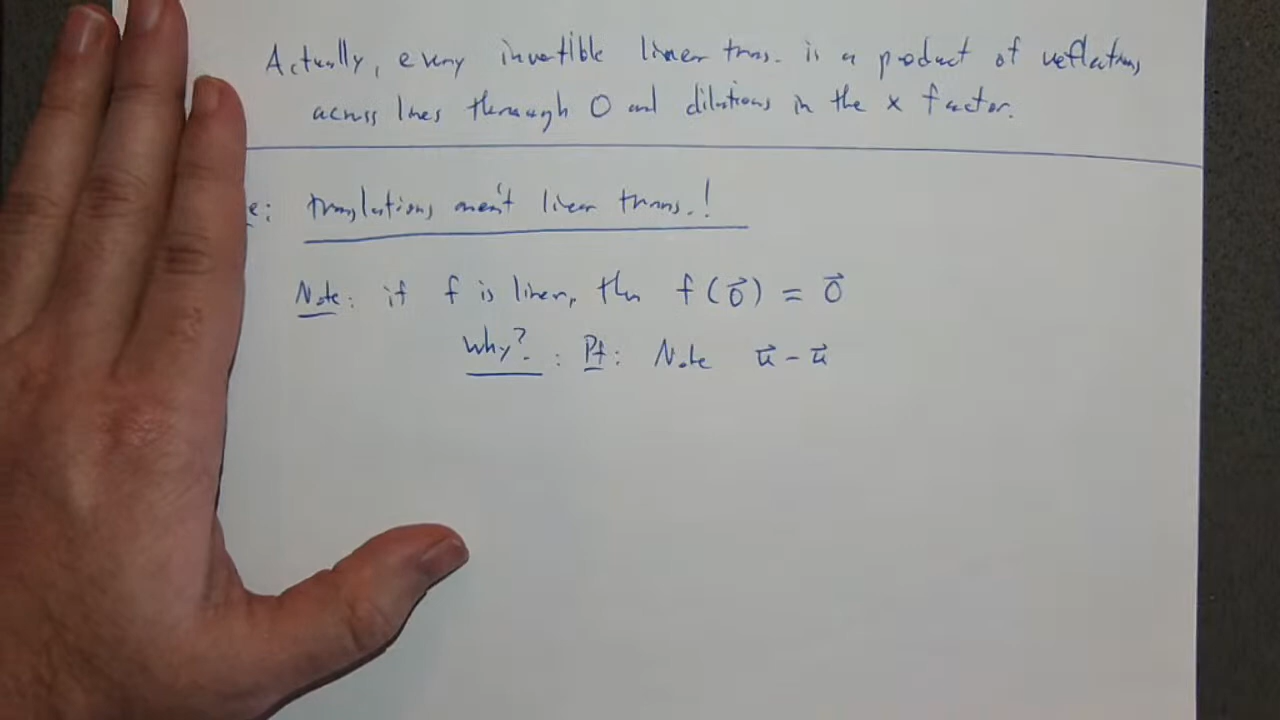 Actually, every invertible linear trans. is a product of reflections
across lines through 0 and dilations in the x factor.
e: translations aren't linear trans.!
Note: if f is linear, then f(0⃗) = 0⃗
Why?: Pf: Note u⃗ - u⃗